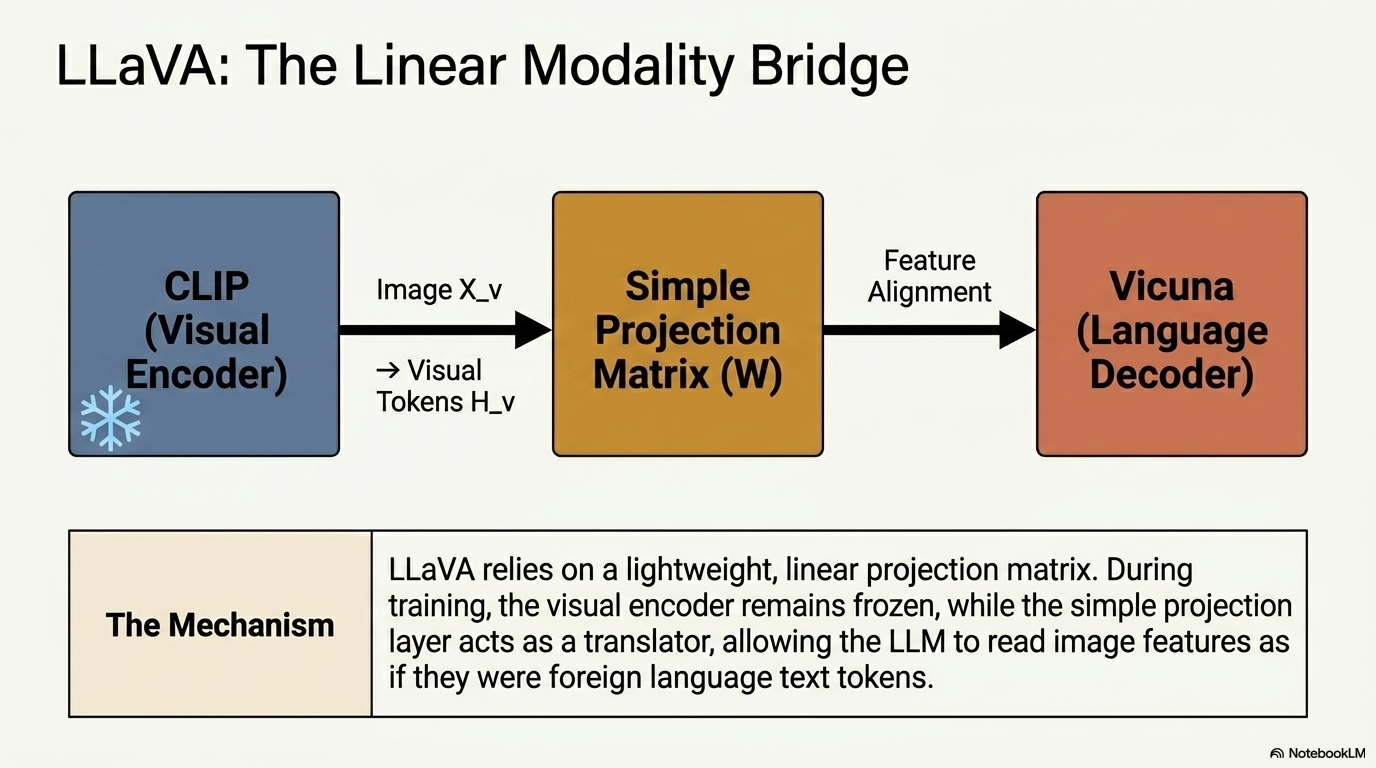 LLaVA: The Linear Modality Bridge
CLIP
(Visual
Encoder)
Image X_v
→ Visual
Tokens H_v
Simple
Projection
Matrix (W)
Feature
Alignment
Vicuna
(Language
Decoder)
The Mechanism
LLaVA relies on a lightweight, linear projection matrix. During
training, the visual encoder remains frozen, while the simple projection
layer acts as a translator, allowing the LLM to read image features as
if they were foreign language text tokens.
NotebookLM